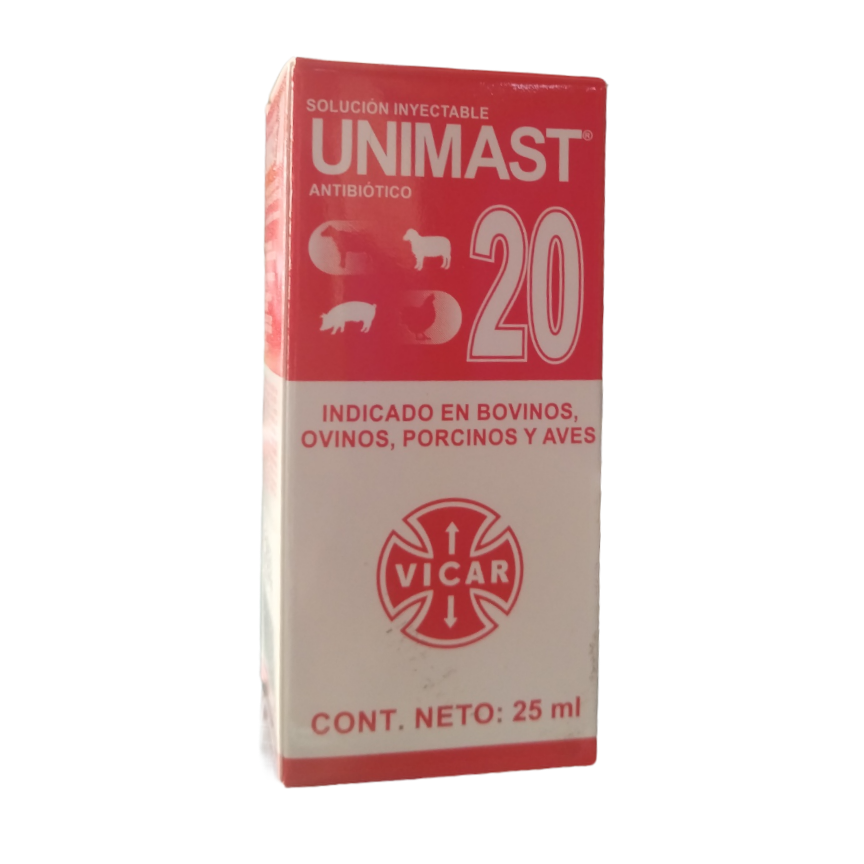 SOLUCIÓN INYECTABLE
UNIMAST®
ANTIBIÓTICO
20
INDICADO EN BOVINOS,
OVINOS, PORCINOS Y AVES
VICAR
CONT. NETO: 25 ml